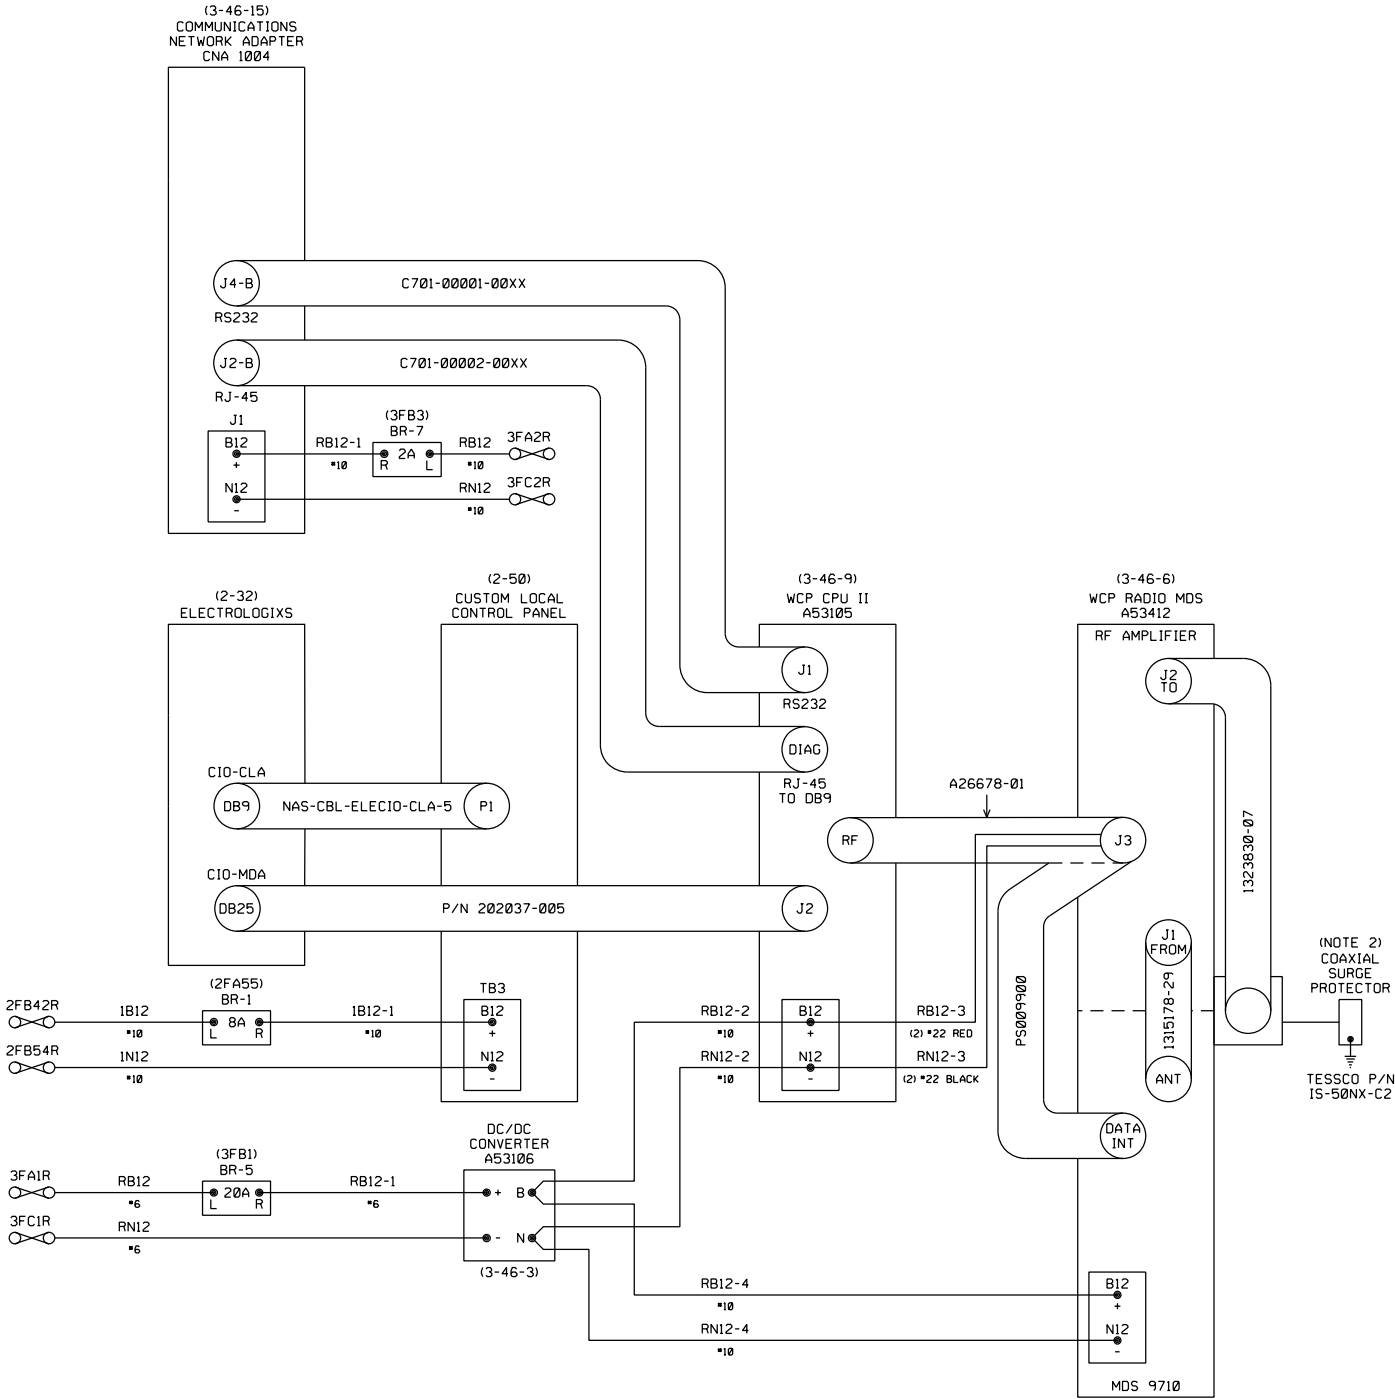 (3-46-15)
COMMUNICATIONS
NETWORK ADAPTER
CNA 1004
J4-B
C701-00001-00XX
RS232
J2-B
C701-00002-00XX
RJ-45
J1
(3FB3)
BR-7
B12
+
RB12-1
#10
R
2A
L
RB12
#10
3FA2R
N12
-
RN12
#10
3FC2R
(2-32)
ELECTROLOGIXS
(2-50)
CUSTOM LOCAL
CONTROL PANEL
(3-46-9)
WCP CPU II
A53105
(3-46-6)
WCP RADIO MDS
A53412
RF AMPLIFIER
J1
RS232
J2
TO
DIAG
RJ-45
TO DB9
CIO-CLA
DB9
NAS-CBL-ELECIO-CLA-5
P1
A26678-01
RF
J3
1323830-07
CIO-MDA
DB25
P/N 202037-005
J2
J1
FROM
1315178-29
ANT
(NOTE 2)
COAXIAL
SURGE
PROTECTOR
TESSCO P/N
IS-50NX-C2
PS009900
DATA
INT
2FB42R
1B12
#10
(2FA55)
BR-1
L
8A
R
1B12-1
#10
TB3
B12
+
2FB54R
1N12
#10
N12
-
RB12-2
#10
B12
+
RB12-3
(2) #22 RED
RN12-2
#10
N12
-
RN12-3
(2) #22 BLACK
3FA1R
RB12
#6
(3FB1)
BR-5
L
20A
R
RB12-1
#6
DC/DC
CONVERTER
A53106
+ B
3FC1R
RN12
#6
- N
(3-46-3)
RB12-4
#10
B12
+
RN12-4
#10
N12
-
MDS 9710